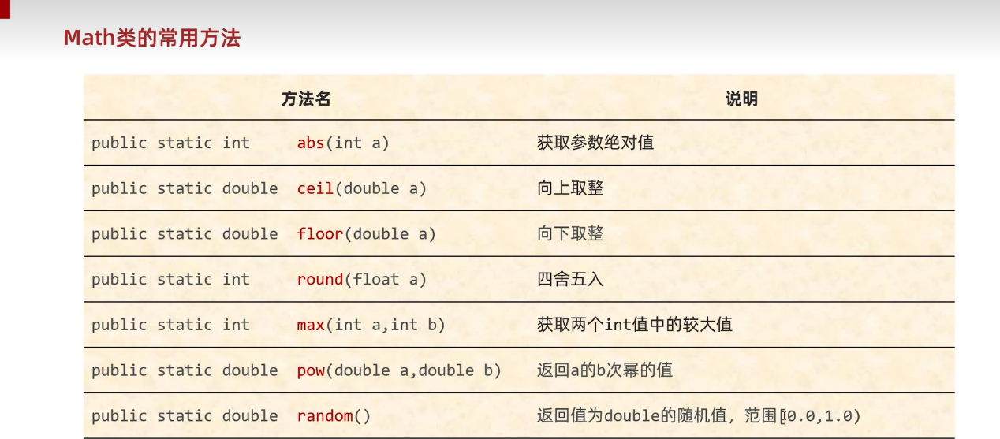 Math类的常用方法
方法名 说明
public static int abs(int a) 获取参数绝对值
public static double ceil(double a) 向上取整
public static double floor(double a) 向下取整
public static int round(float a) 四舍五入
public static int max(int a,int b) 获取两个int值中的较大值
public static double pow(double a,double b) 返回a的b次幂的值
public static double random() 返回值为double的随机值，范围[0.0,1.0)